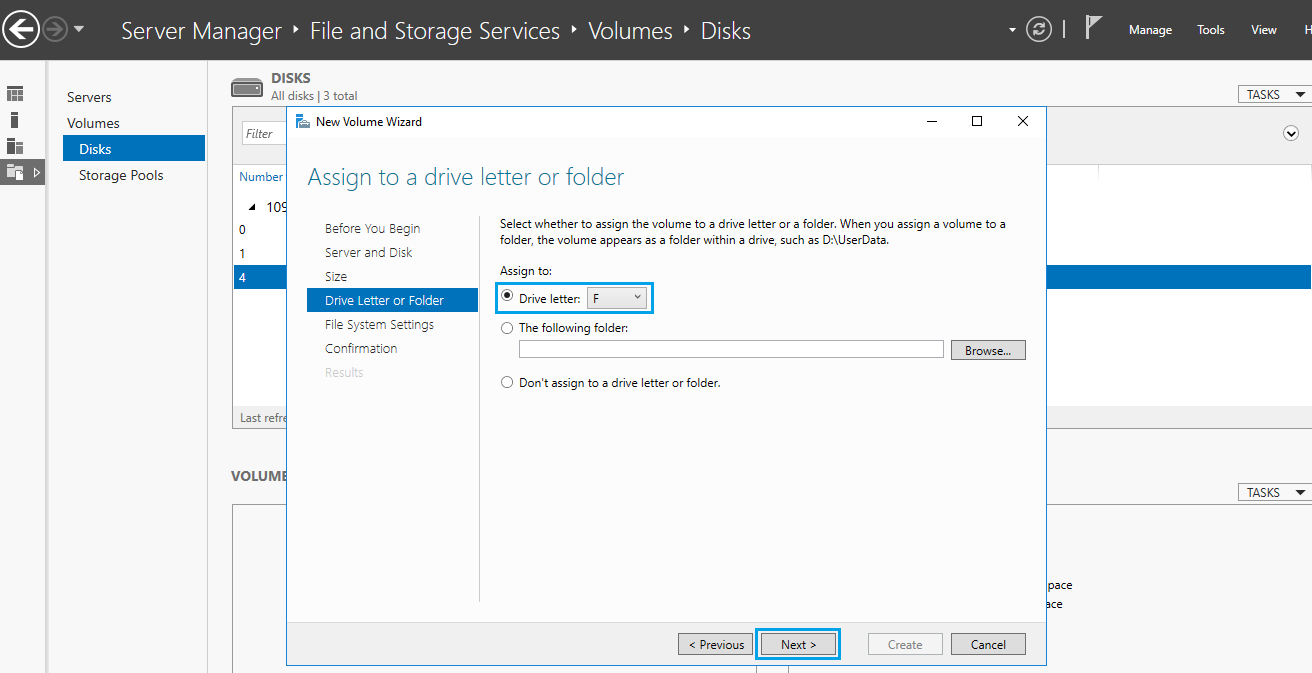 Server Manager ‣ File and Storage Services ‣ Volumes ‣ Disks
Manage Tools View H
Servers
Volumes
Disks
Storage Pools
DISKS
All disks | 3 total
TASKS
Filter
Number
109
0
1
4
Last refre
VOLUME
TASKS
pace
ace
New Volume Wizard
Assign to a drive letter or folder
Before You Begin
Server and Disk
Size
Drive Letter or Folder
File System Settings
Confirmation
Results
Select whether to assign the volume to a drive letter or a folder. When you assign a volume to a
folder, the volume appears as a folder within a drive, such as D:\UserData.
Assign to:
Drive letter: F
The following folder:
Browse...
Don't assign to a drive letter or folder.
< Previous Next > Create Cancel